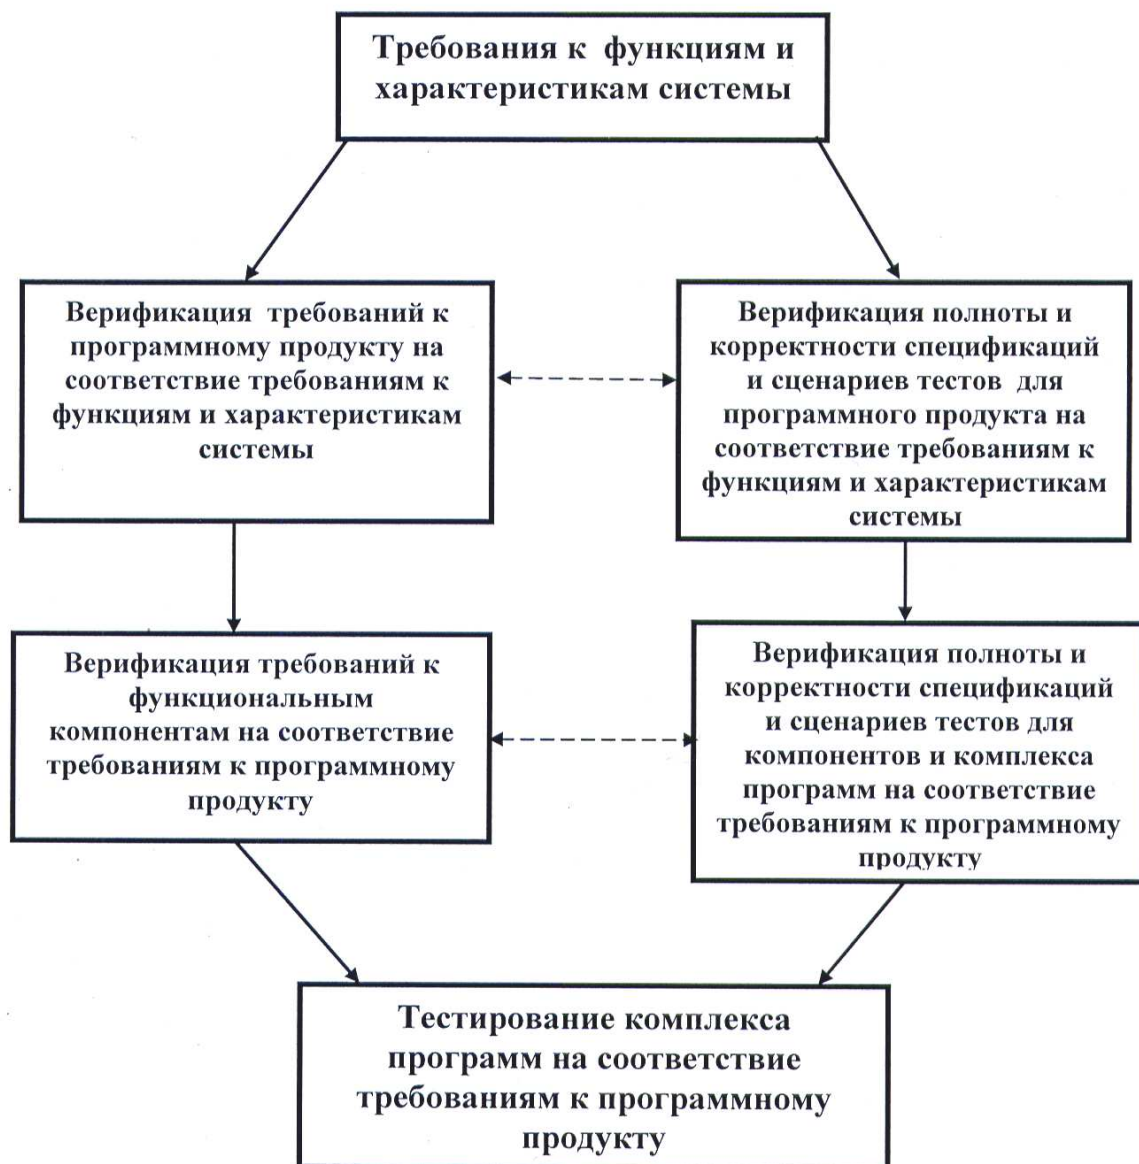 Требования к функциям и
характеристикам системы
Верификация требований к
программному продукту на
соответствие требованиям к
функциям и характеристикам
системы
Верификация полноты и
корректности спецификаций
и сценариев тестов для
программного продукта на
соответствие требованиям к
функциям и характеристикам
системы
Верификация требований к
функциональным
компонентам на соответствие
требованиям к программному
продукту
Верификация полноты и
корректности спецификаций
и сценариев тестов для
компонентов и комплекса
программ на соответствие
требованиям к программному
продукту
Тестирование комплекса
программ на соответствие
требованиям к программному
продукту